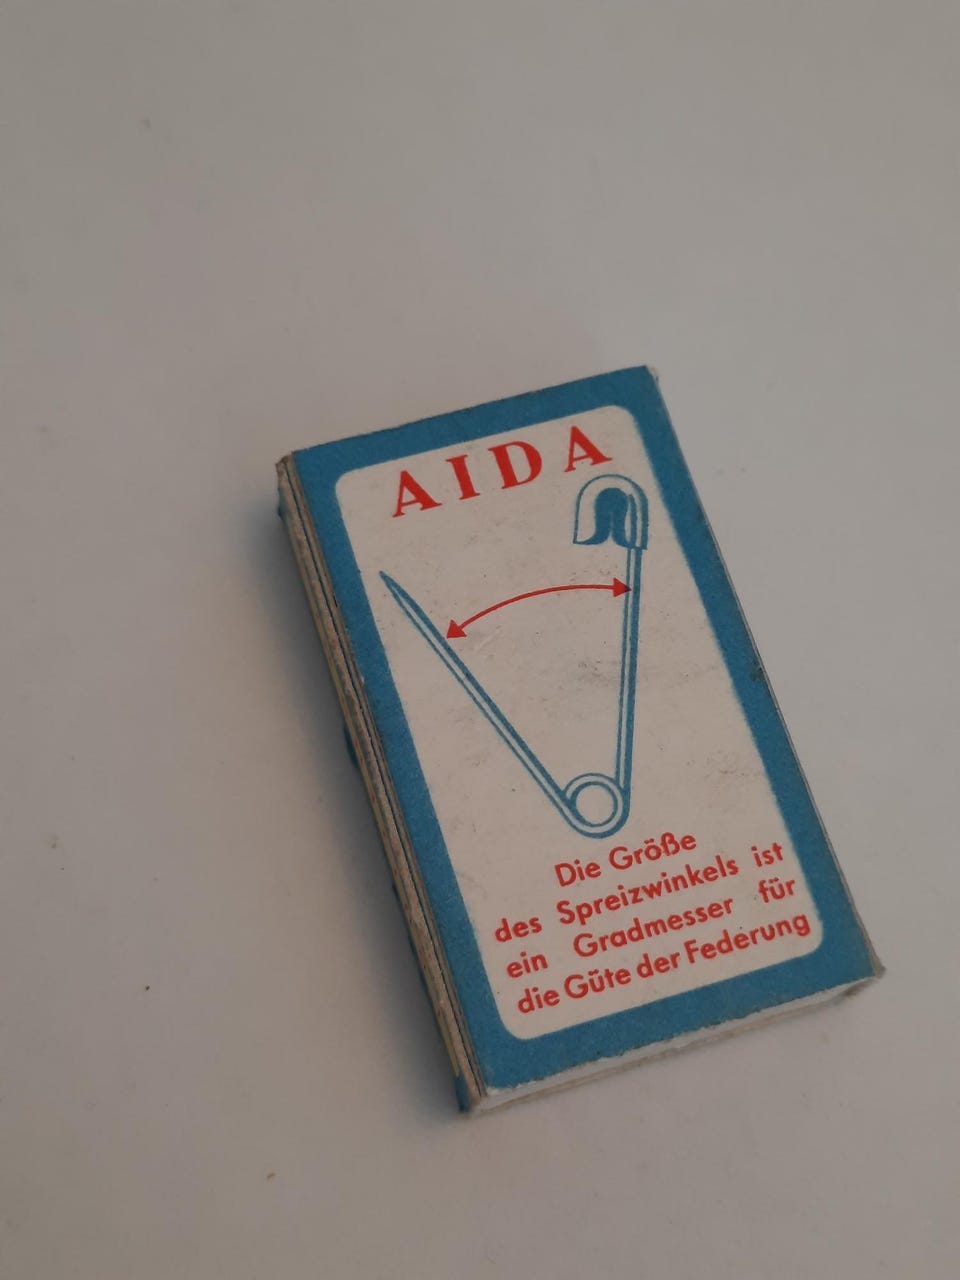 AIDA
Die Größe
des Spreizwinkels ist
ein Gradmesser für
die Güte der Federung